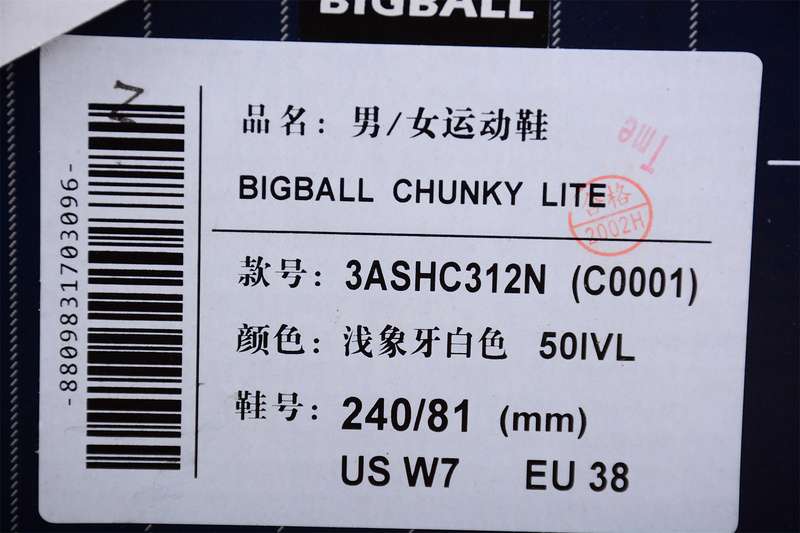 BIGBALL
品名：男/女运动鞋
BIGBALL CHUNKY LITE
Tme
合格
2002H
款号：3ASHC312N (C0001)
颜色：浅象牙白色 50IVL
鞋号：240/81 (mm)
US W7 EU 38
-8809831703096-